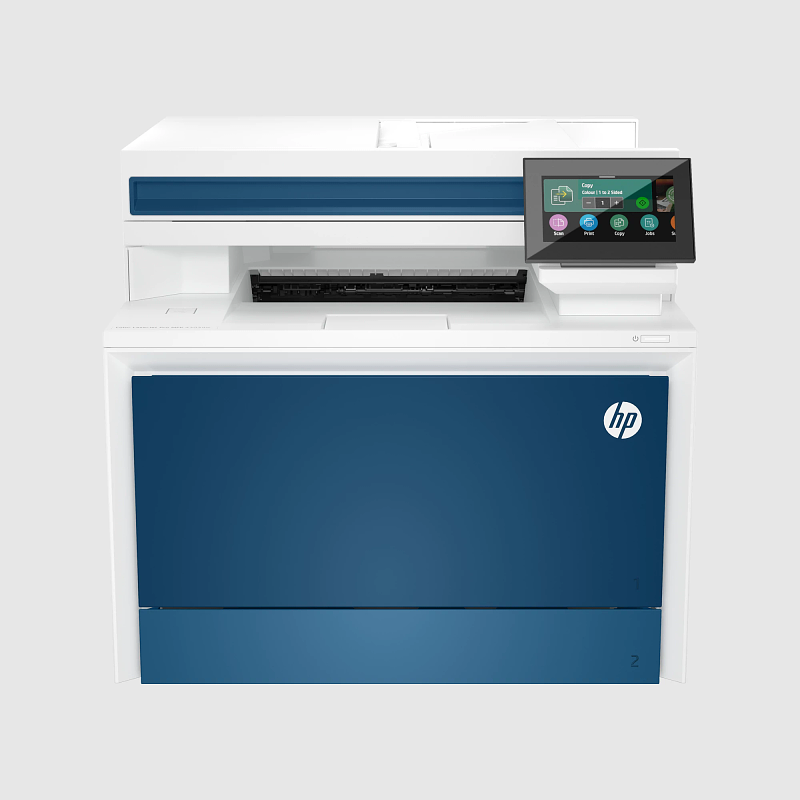 Copy
Colour | 1 to 2 Sided
− 1 +
Scan Print Copy Jobs
hp
1
2